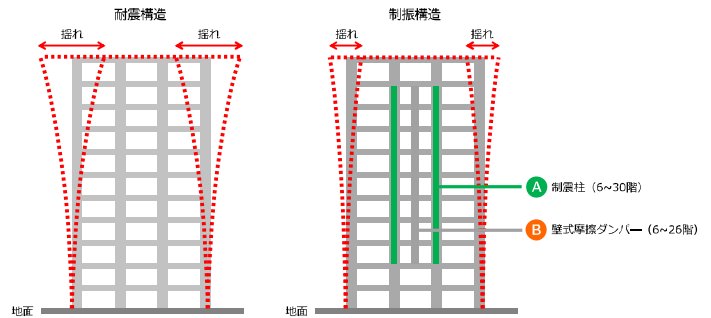 耐震構造
制振構造
揺れ
揺れ
揺れ
揺れ
A 制震柱（6~30階）
B 壁式摩擦ダンパー（6~26階）
地面
地面